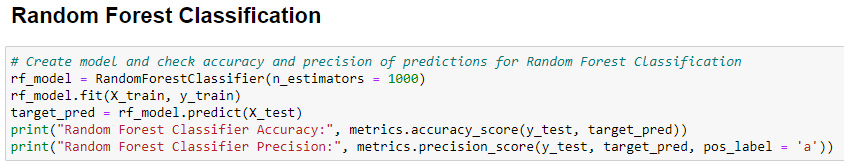 Random Forest Classification
# Create model and check accuracy and precision of predictions for Random Forest Classification
rf_model = RandomForestClassifier(n_estimators = 1000)
rf_model.fit(X_train, y_train)
target_pred = rf_model.predict(X_test)
print("Random Forest Classifier Accuracy:", metrics.accuracy_score(y_test, target_pred))
print("Random Forest Classifier Precision:", metrics.precision_score(y_test, target_pred, pos_label = 'a'))